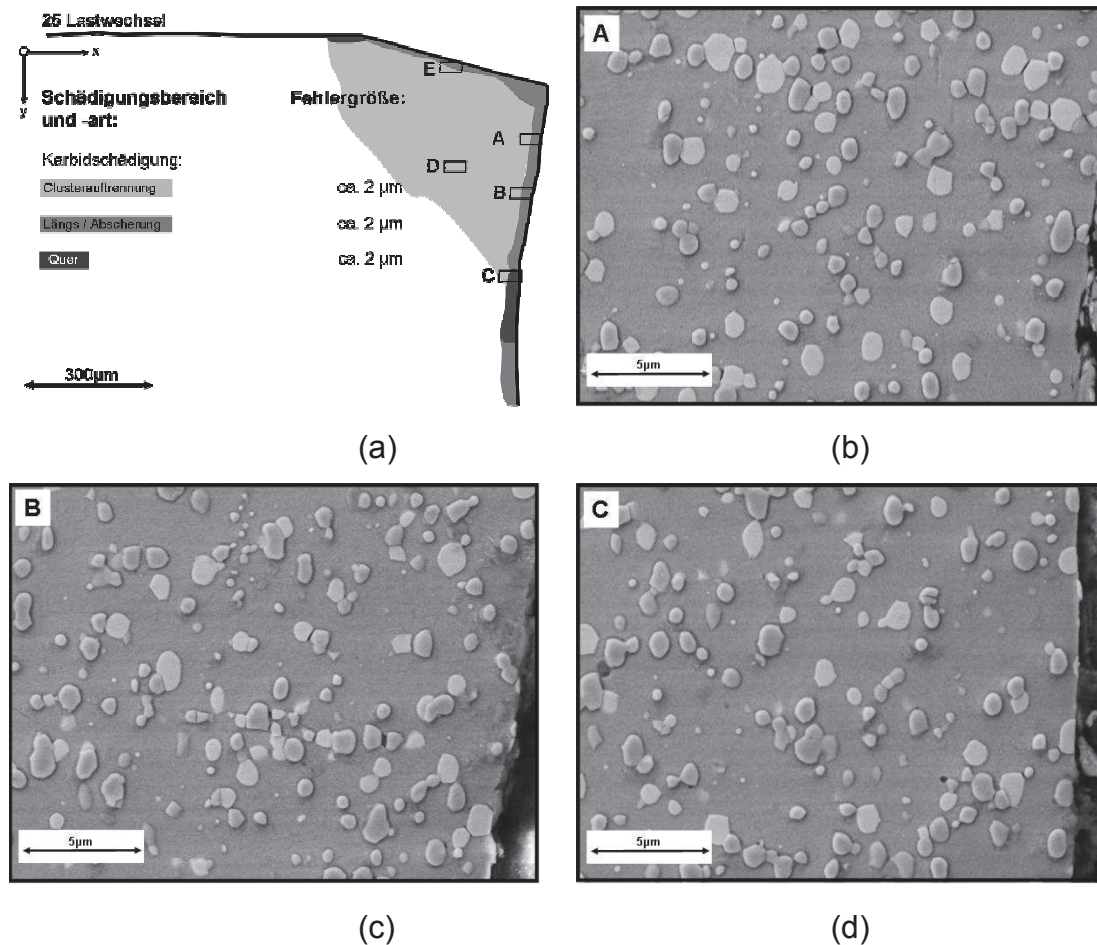 25 Lastwechsel
x
y
Schädigungsbereich
und -art:
Fehlergröße:
Karbidschädigung:
Clusterauftrennung
ca. 2 µm
Längs / Abscherung
ca. 2 µm
Quer
ca. 2 µm
E
A
D
B
C
300µm
(a)
A
5µm
(b)
B
5µm
(c)
C
5µm
(d)